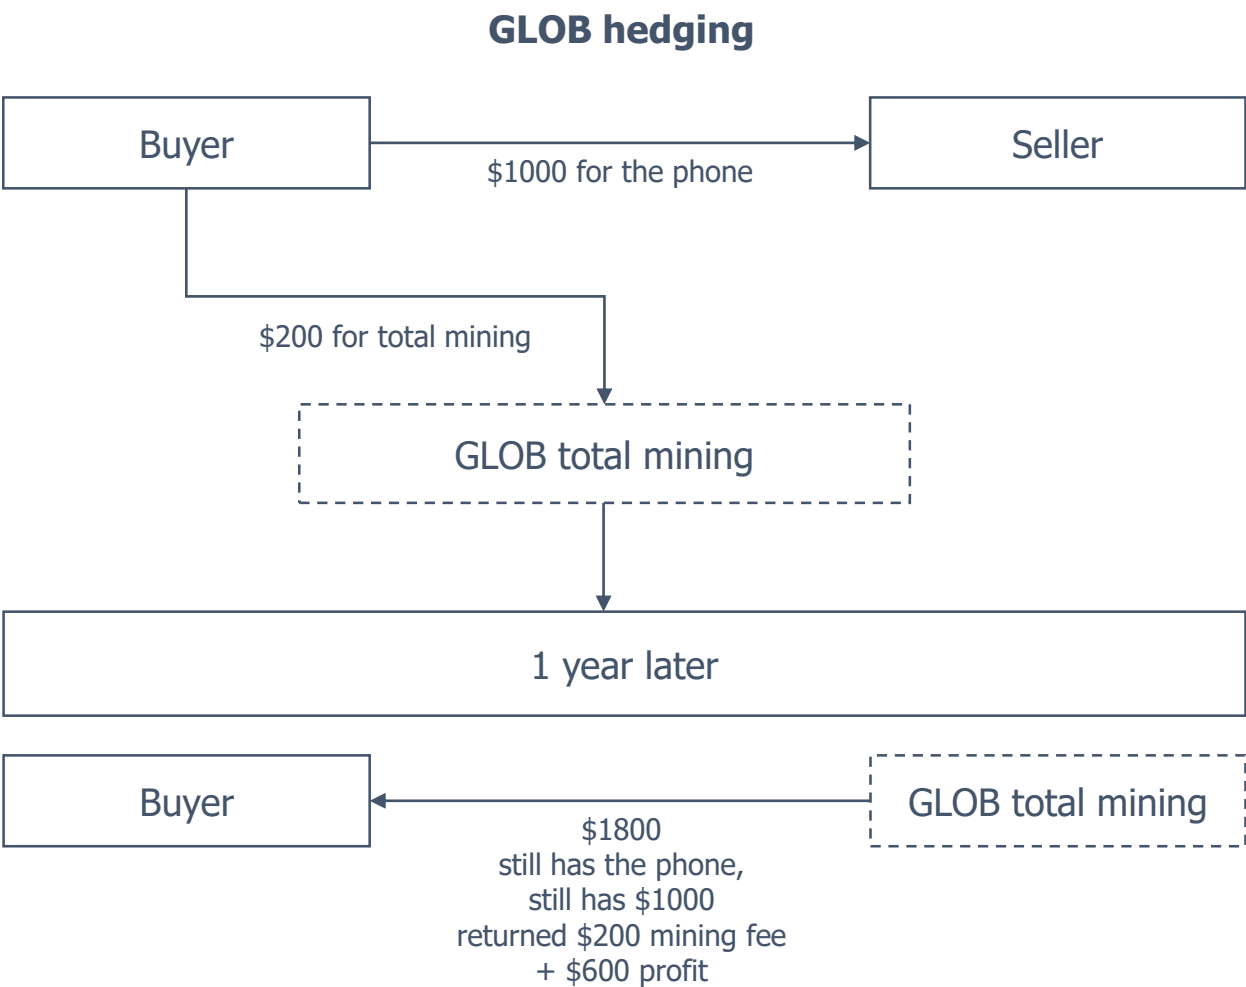 GLOB hedging
Buyer
Seller
$1000 for the phone
$200 for total mining
GLOB total mining
1 year later
Buyer
GLOB total mining
$1800
still has the phone,
still has $1000
returned $200 mining fee
+ $600 profit